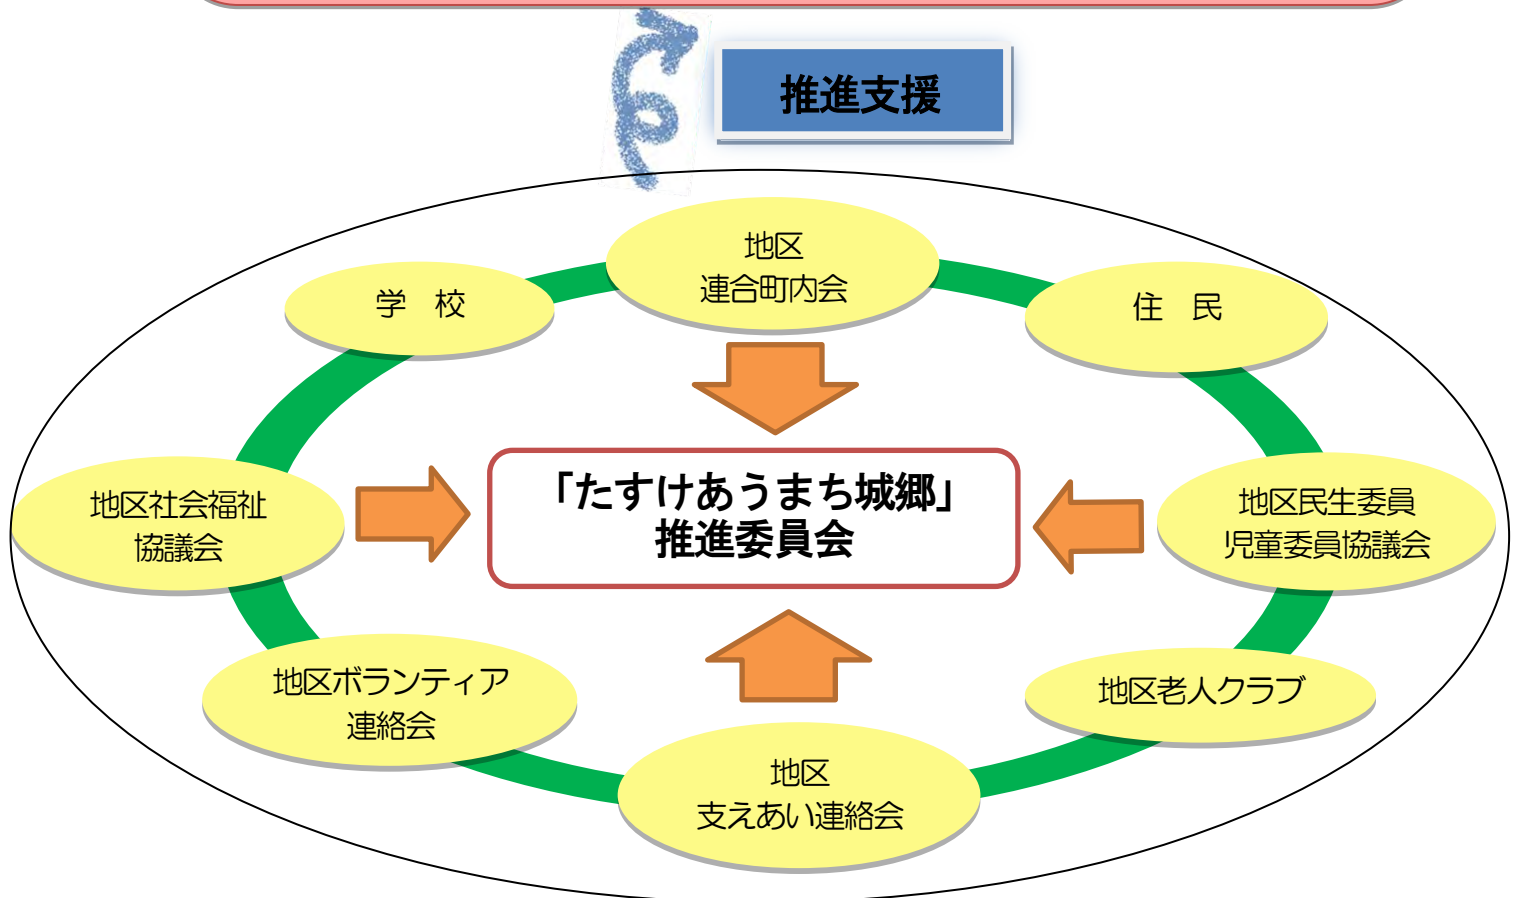 推進支援
地区
連合町内会
学　校
住　民
「たすけあうまち城郷」
推進委員会
地区社会福祉
協議会
地区民生委員
児童委員協議会
地区ボランティア
連絡会
地区老人クラブ
地区
支えあい連絡会